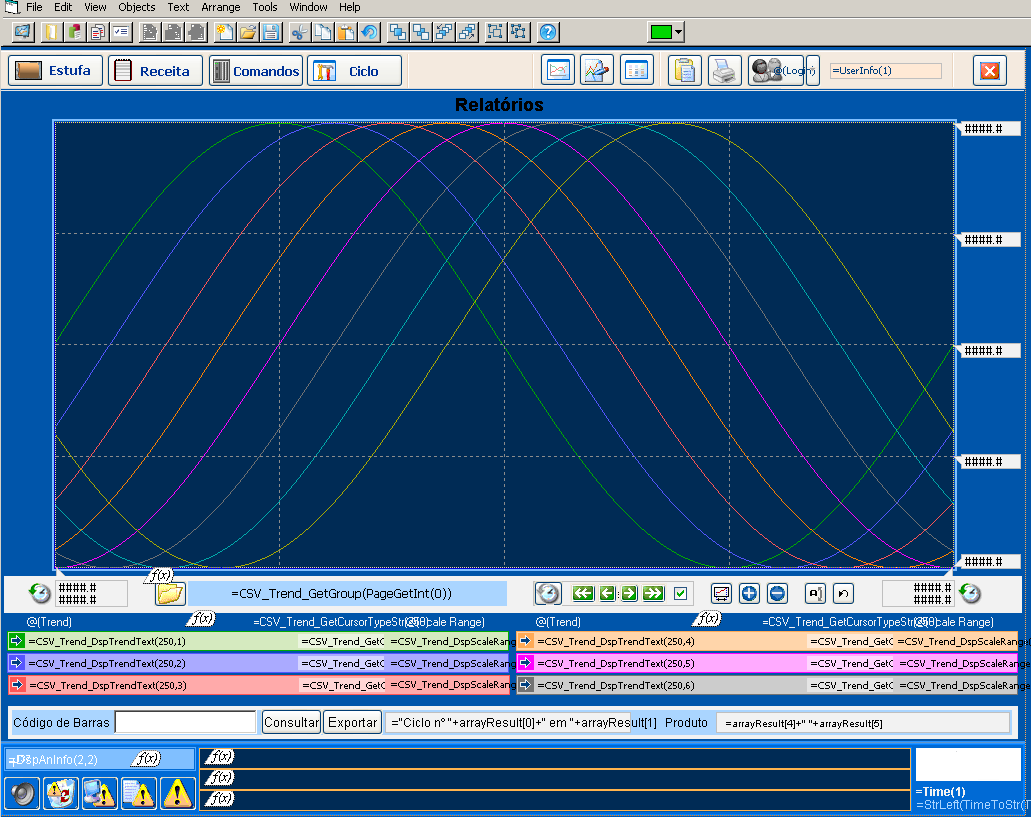 File Edit View Objects Text Arrange Tools Window Help
Estufa Receita Comandos Ciclo @(Login) =UserInfo(1)
Relatórios
####.#
####.#
####.#
####.#
####.#
f(x)
####.# =CSV_Trend_GetGroup(PageGetInt(0)) ####.#
####.# ####.#
@(Trend) f(x) =CSV_Trend_GetCursorTypeStr(250) @(Scale Range) @(Trend) f(x) =CSV_Trend_GetCursorTypeStr(250) @(Scale Range)
=CSV_Trend_DspTrendText(250,1) =CSV_Trend_GetC =CSV_Trend_DspScaleRang =CSV_Trend_DspTrendText(250,4) =CSV_Trend_GetC =CSV_Trend_DspScaleRange
=CSV_Trend_DspTrendText(250,2) =CSV_Trend_GetC =CSV_Trend_DspScaleRang =CSV_Trend_DspTrendText(250,5) =CSV_Trend_GetC =CSV_Trend_DspScaleRange
=CSV_Trend_DspTrendText(250,3) =CSV_Trend_GetC =CSV_Trend_DspScaleRang =CSV_Trend_DspTrendText(250,6) =CSV_Trend_GetC =CSV_Trend_DspScaleRange
Código de Barras Consultar Exportar ="Ciclo nº "+arrayResult[0]+" em "+arrayResult[1] Produto =arrayResult[4]+" "+arrayResult[5]
=DspAnInfo(2,2) f(x) f(x)
f(x)
f(x)
=Time(1)
=StrLeft(TimeToStr(T